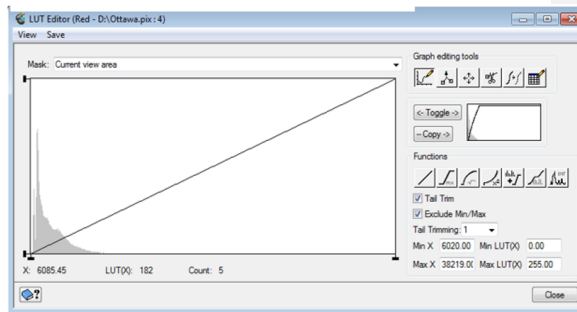 LUT Editor (Red - D:\Ottawa.pix : 4)
View Save
Mask: Current view area
Graph editing tools
<- Toggle ->
-- Copy ->
Functions
Tail Trim
Exclude Min/Max
Tail Trimming: 1
Min X 6020.00 Min LUT(X) 0.00
Max X 38219.0( Max LUT(X) 255.00
X: 6085.45 LUT(X): 182 Count: 5
Close